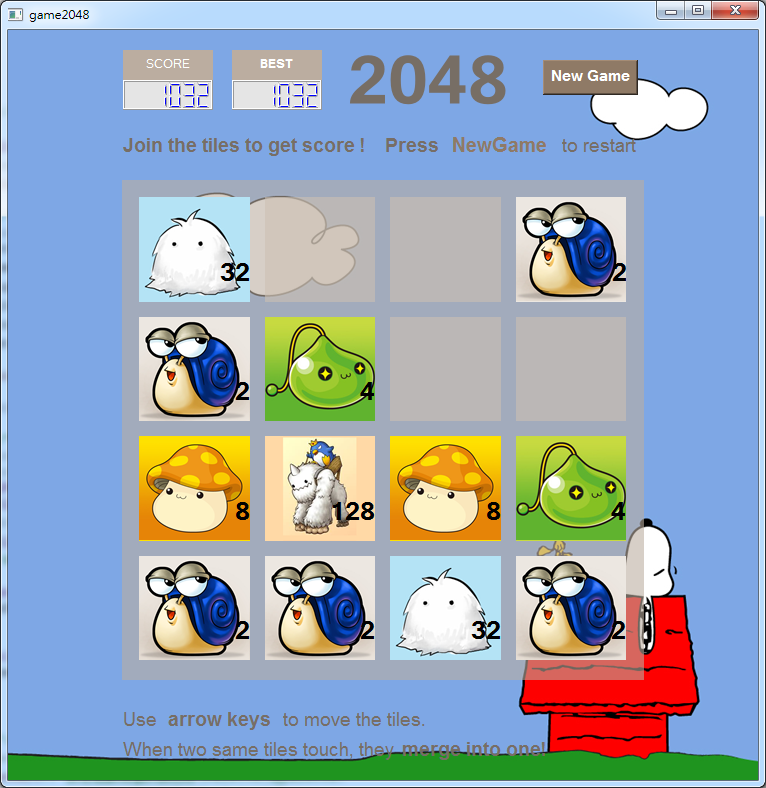 game2048
SCORE BEST 2048 New Game
1032 1032
Join the tiles to get score ! Press NewGame to restart
32 2
2 4
8 128 8 4
2 2 32 2
Use arrow keys to move the tiles.
When two same tiles touch, they merge into one!